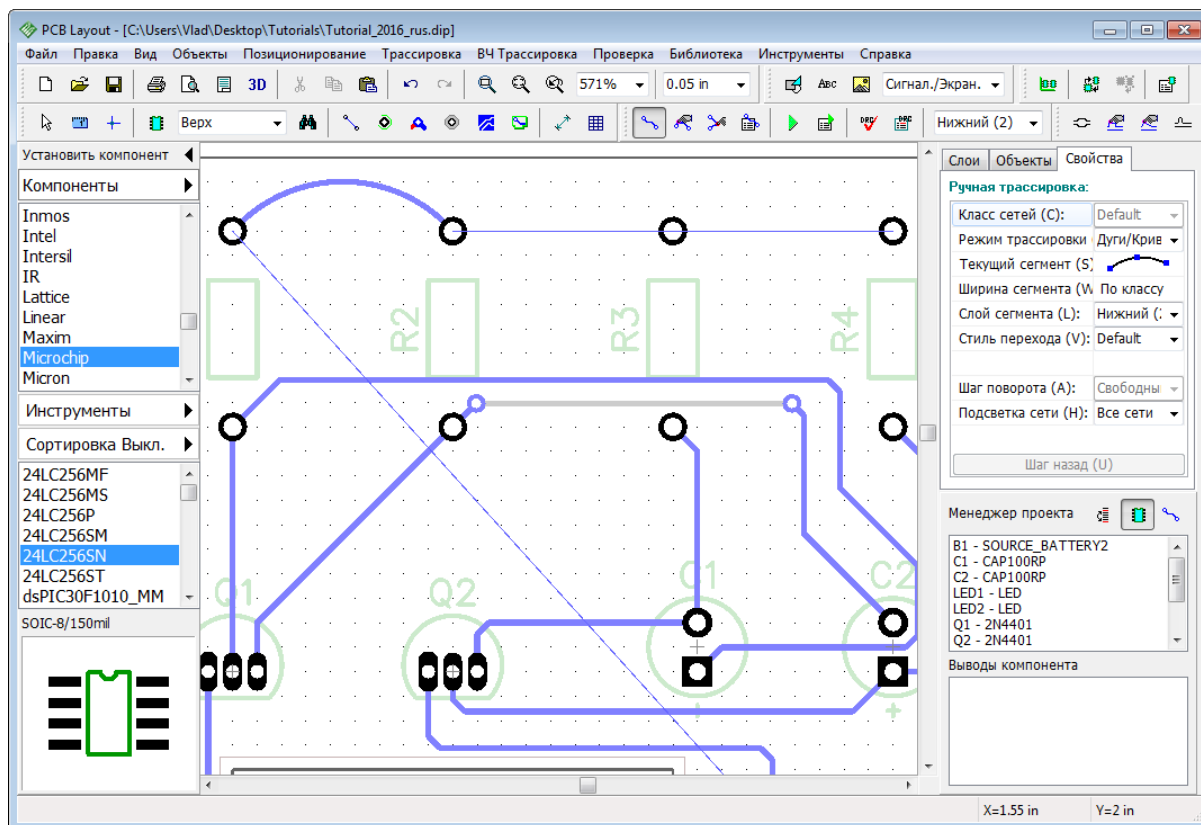 PCB Layout - [C:\Users\Vlad\Desktop\Tutorials\Tutorial_2016_rus.dip]
Файл Правка Вид Объекты Позиционирование Трассировка ВЧ Трассировка Проверка Библиотека Инструменты Справка
3D 571% 0.05 in ABC Сигнал./Экран.
Верх DRC DRC Нижний (2)
Установить компонент
Компоненты
Inmos
Intel
Intersil
IR
Lattice
Linear
Maxim
Microchip
Micron
Инструменты
Сортировка Выкл.
24LC256MF
24LC256MS
24LC256P
24LC256SM
24LC256SN
24LC256ST
dsPIC30F1010_MM
SOIC-8/150mil
R2 R3 R4
C1 C2
Q1 Q2
- +
Слои Объекты Свойства
Ручная трассировка:
Класс сетей (C): Default
Режим трассировки ( Дуги/Крив
Текущий сегмент (S)
Ширина сегмента (W По классу
Слой сегмента (L): Нижний (2
Стиль перехода (V): Default
Шаг поворота (A): Свободны
Подсветка сети (H): Все сети
Шаг назад (U)
Менеджер проекта
B1 - SOURCE_BATTERY2
C1 - CAP100RP
C2 - CAP100RP
LED1 - LED
LED2 - LED
Q1 - 2N4401
Q2 - 2N4401
Выводы компонента
X=1.55 in Y=2 in